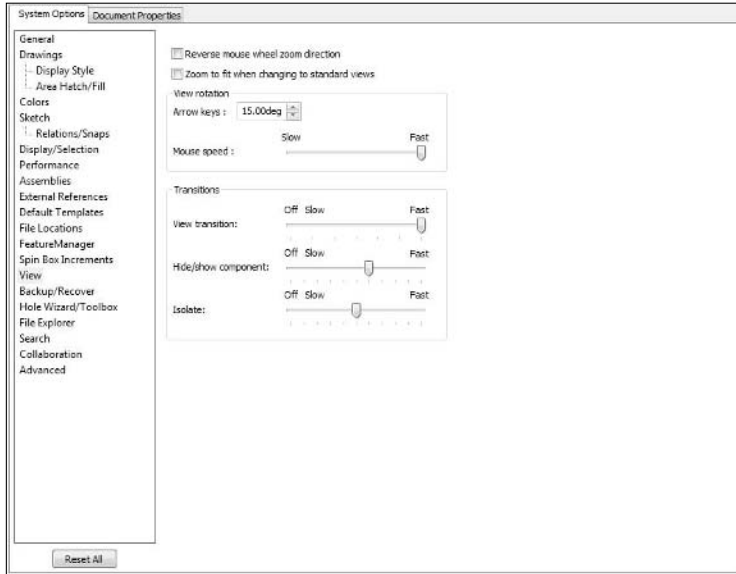 System Options Document Properties
General
Drawings
Display Style
Area Hatch/Fill
Colors
Sketch
Relations/Snaps
Display/Selection
Performance
Assemblies
External References
Default Templates
File Locations
FeatureManager
Spin Box Increments
View
Backup/Recover
Hole Wizard/Toolbox
File Explorer
Search
Collaboration
Advanced
Reset All
Reverse mouse wheel zoom direction
Zoom to fit when changing to standard views
View rotation
Arrow keys : 15.00deg
Slow Fast
Mouse speed :
Transitions
Off Slow Fast
View transition:
Off Slow Fast
Hide/show component:
Off Slow Fast
Isolate: